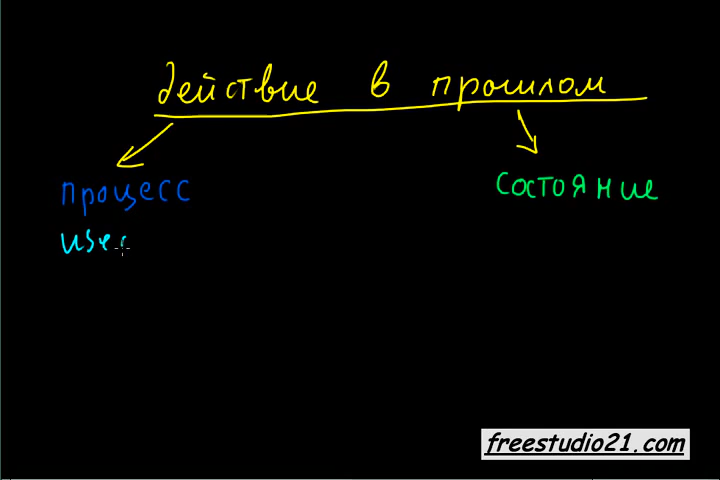 действие в прошлом
процесс
состояние
use
freestudio21.com